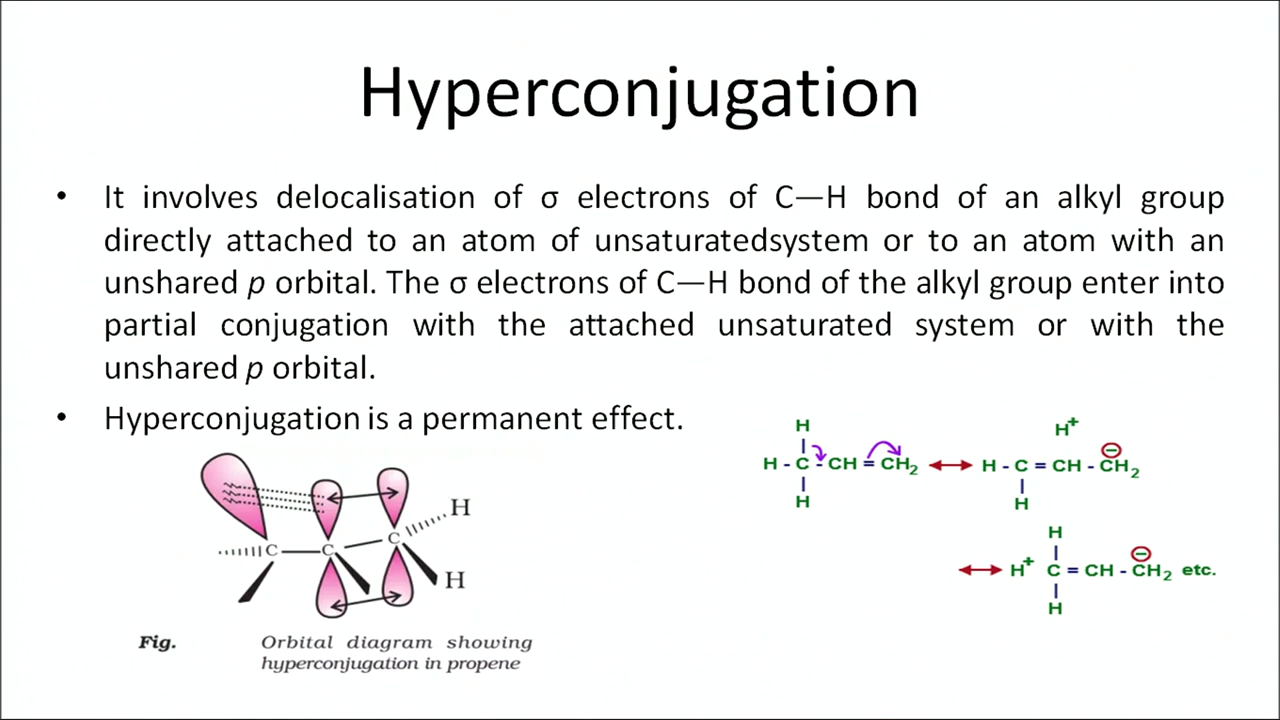 Hyperconjugation
• It involves delocalisation of σ electrons of C—H bond of an alkyl group
directly attached to an atom of unsaturatedsystem or to an atom with an
unshared p orbital. The σ electrons of C—H bond of the alkyl group enter into
partial conjugation with the attached unsaturated system or with the
unshared p orbital.
• Hyperconjugation is a permanent effect.
H H⁺
H - C - CH = CH₂ ↔ H - C = CH - CH₂ ⊖
H H
H
↔ H⁺ C = CH - CH₂ ⊖ etc.
H
H
C C C
H
Fig. Orbital diagram showing
hyperconjugation in propene